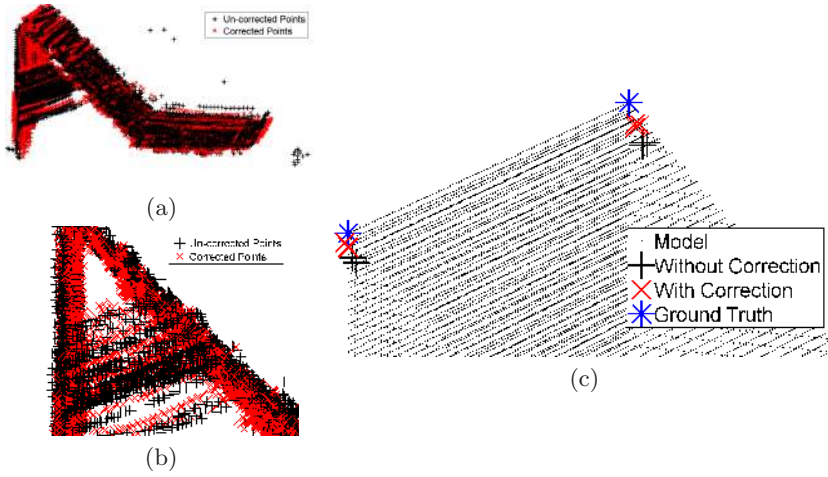 Un-corrected Points
Corrected Points
(a)
Un-corrected Points
Corrected Points
(b)
Model
Without Correction
With Correction
Ground Truth
(c)